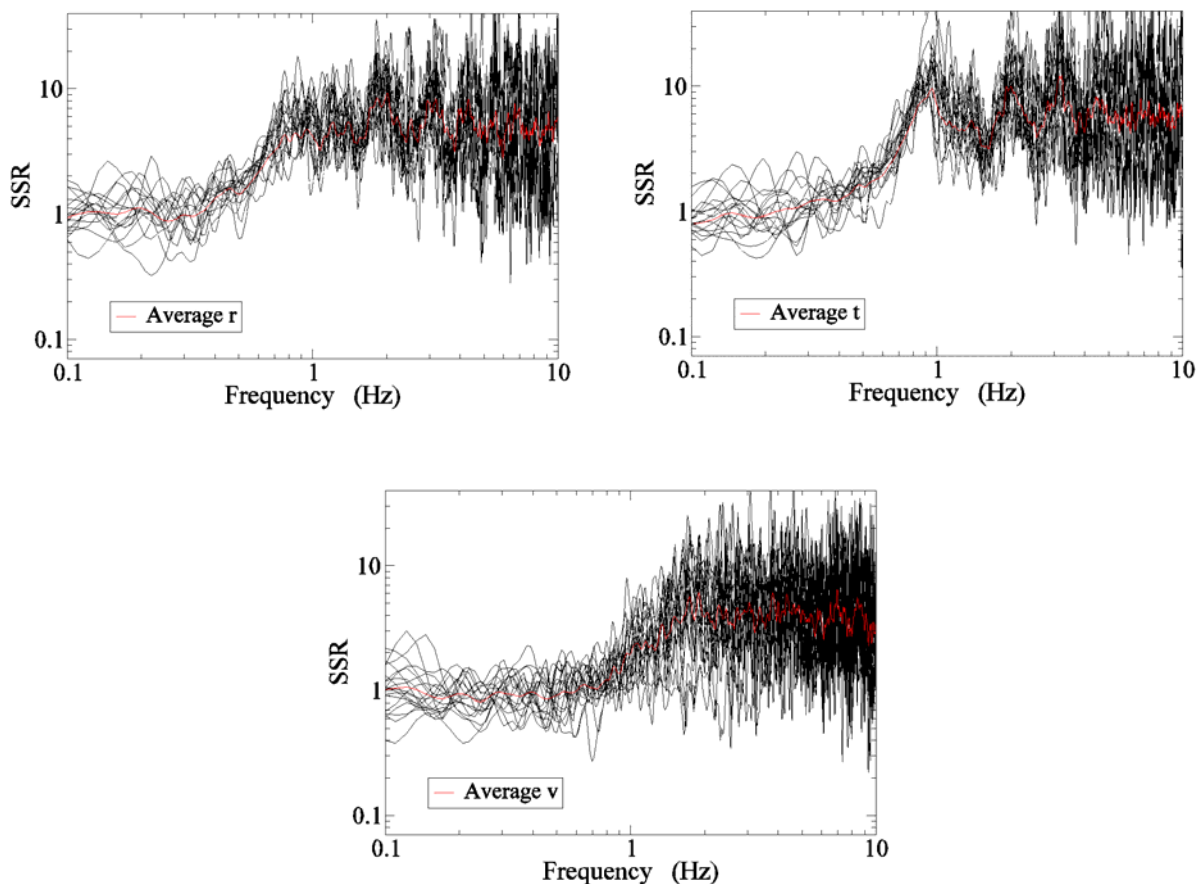 SSR
10
1
0.1
Average r
0.1 1 10
Frequency (Hz)
SSR
10
1
0.1
Average t
0.1 1 10
Frequency (Hz)
SSR
10
1
0.1
Average v
0.1 1 10
Frequency (Hz)